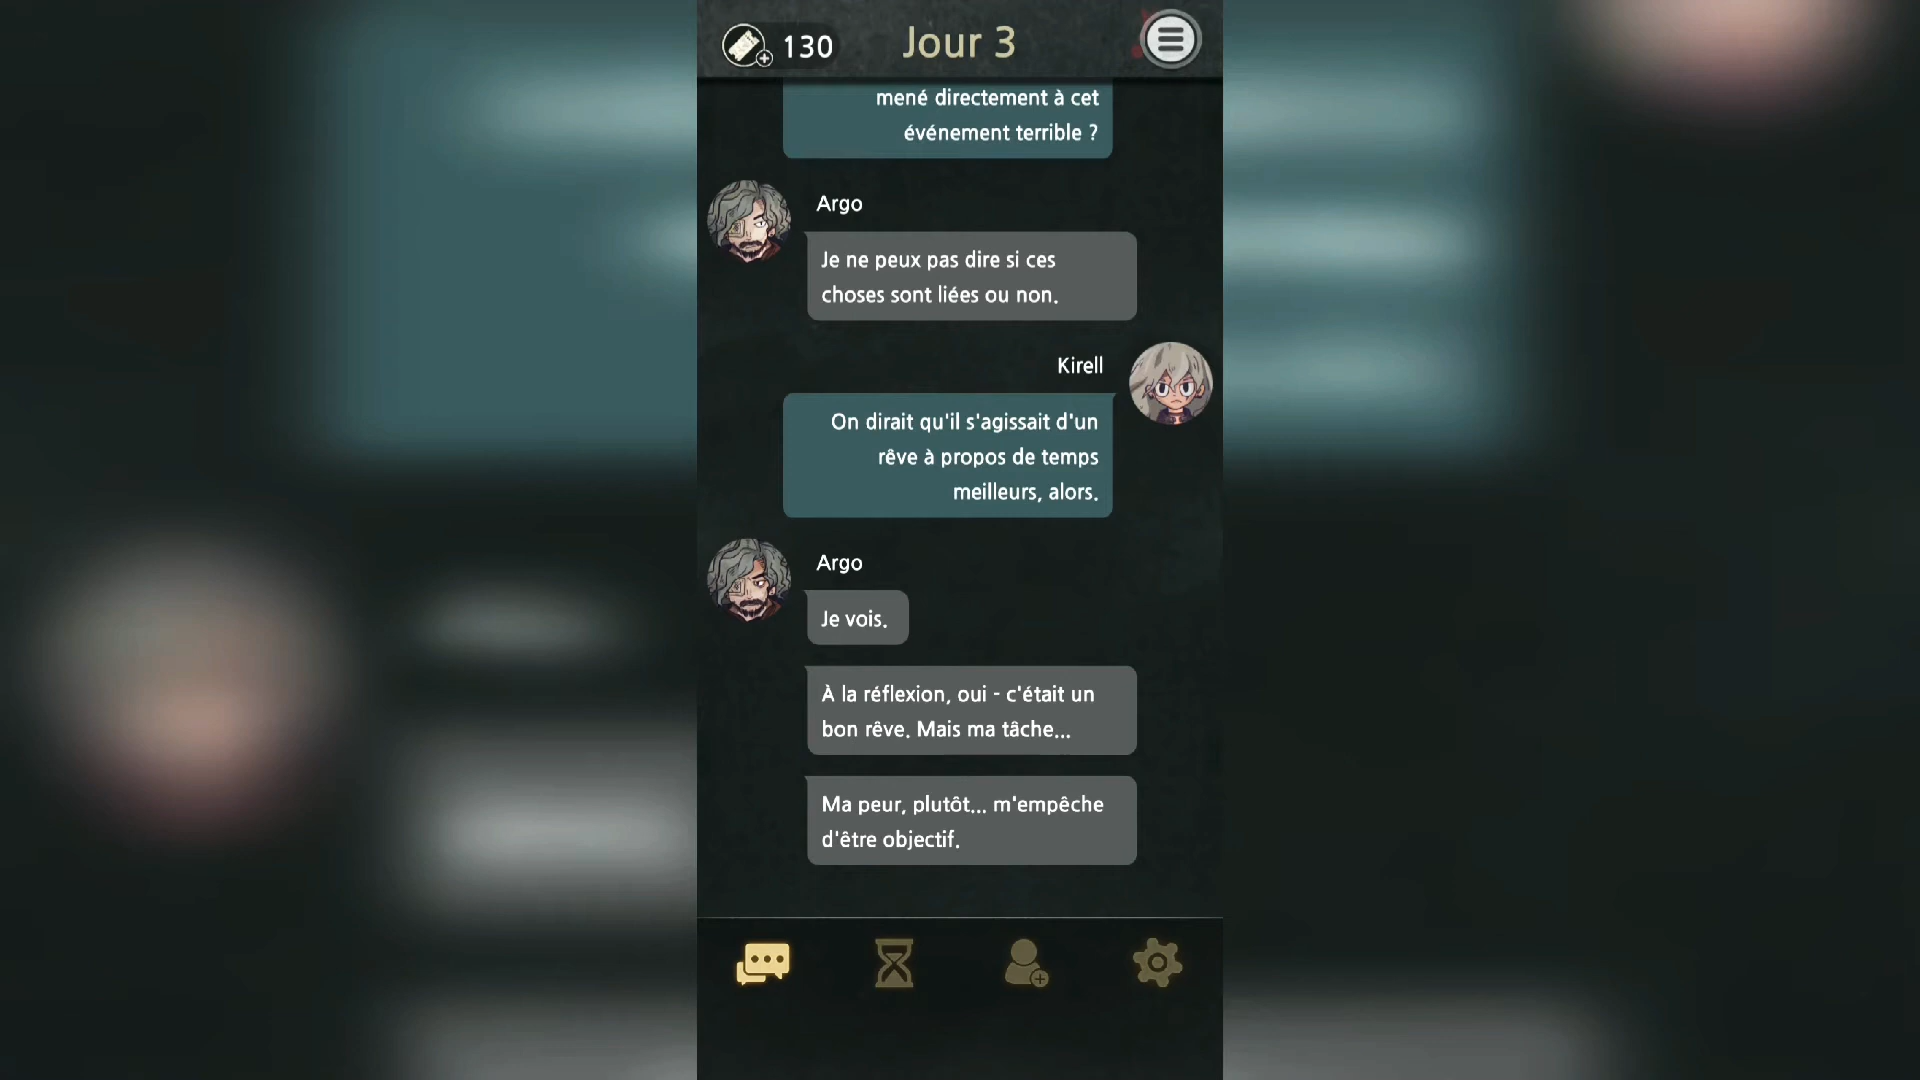 130
Jour 3
mené directement à cet
événement terrible ?
Argo
Je ne peux pas dire si ces
choses sont liées ou non.
Kirell
On dirait qu'il s'agissait d'un
rêve à propos de temps
meilleurs, alors.
Argo
Je vois.
À la réflexion, oui - c'était un
bon rêve. Mais ma tâche...
Ma peur, plutôt... m'empêche
d'être objectif.